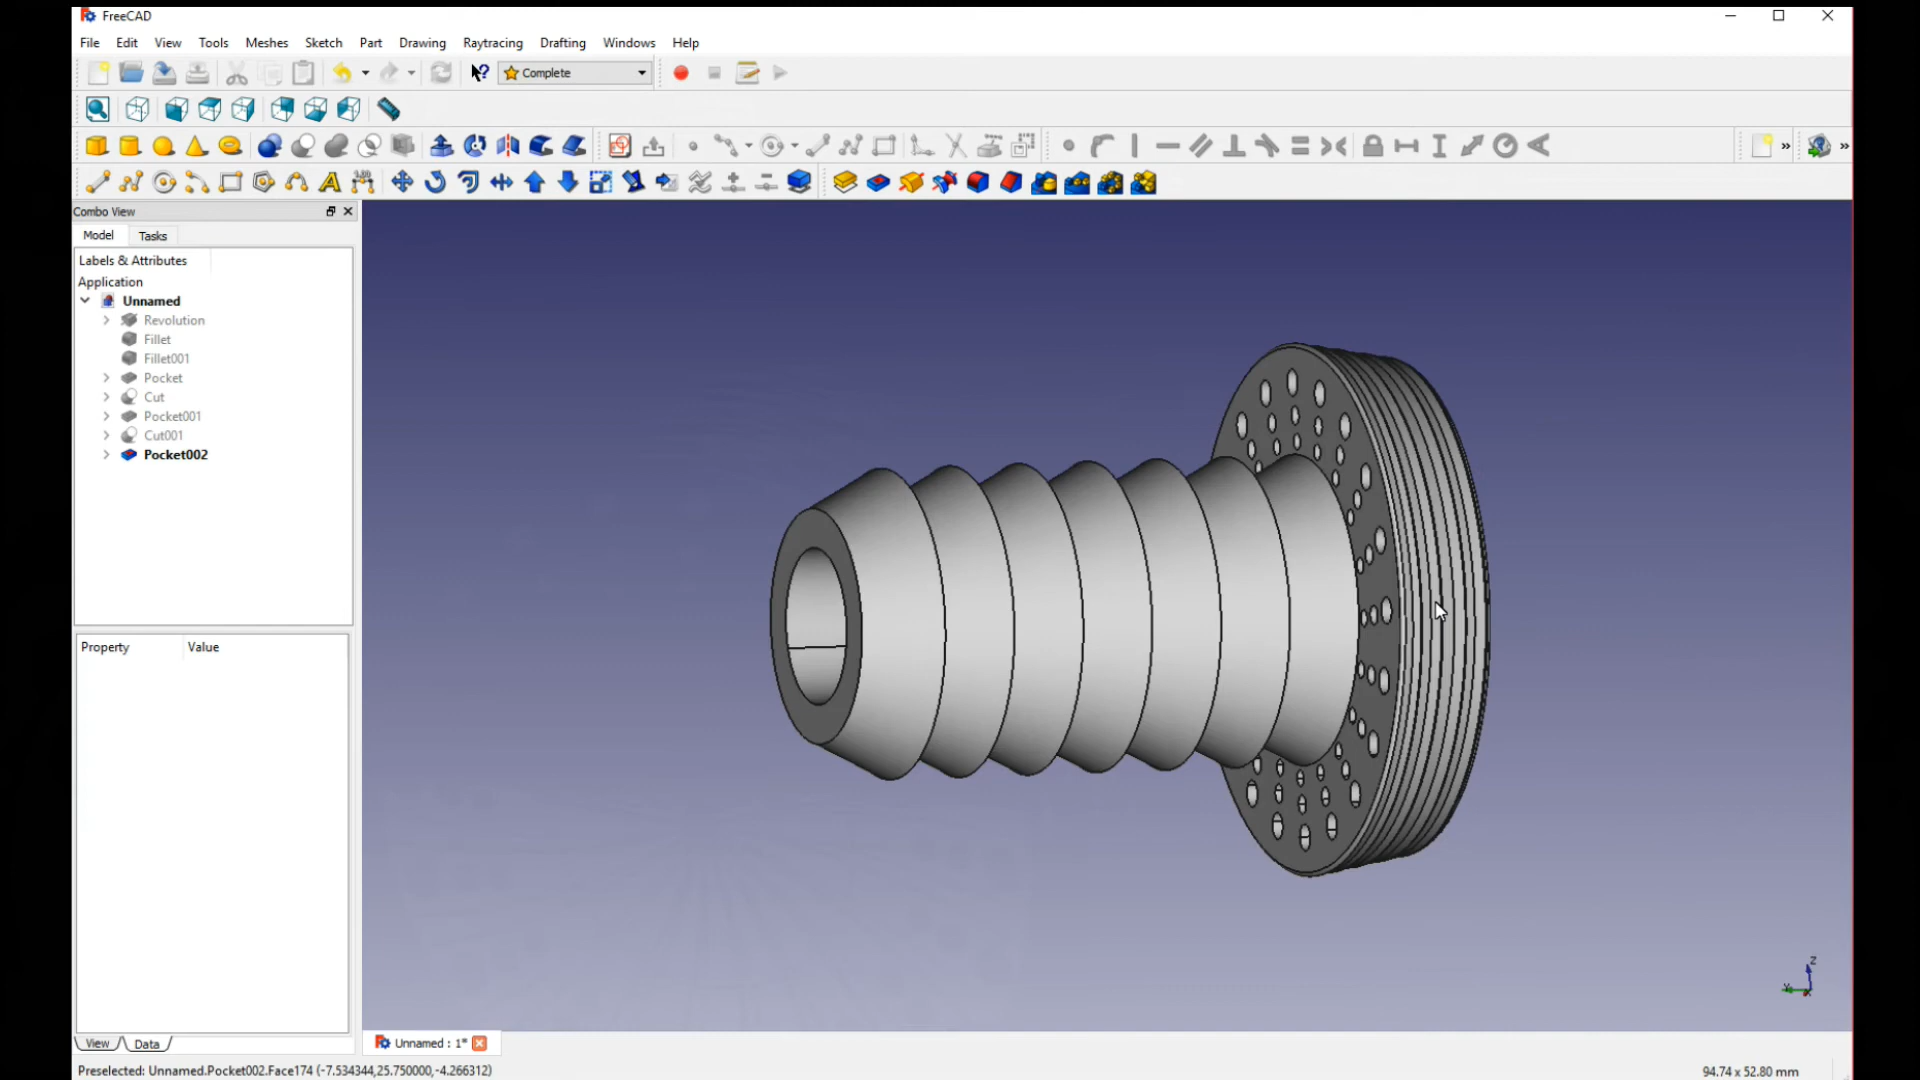 FreeCAD
File Edit View Tools Meshes Sketch Part Drawing Raytracing Drafting Windows Help
Complete
Combo View
Model Tasks
Labels & Attributes
Application
Unnamed
Revolution
Fillet
Fillet001
Pocket
Cut
Pocket001
Cut001
Pocket002
Property Value
Z
Y
X
View Data
Unnamed : 1*
Preselected: Unnamed.Pocket002.Face174 (-7.534344,25.750000,-4.266312)
94.74 x 52.80 mm